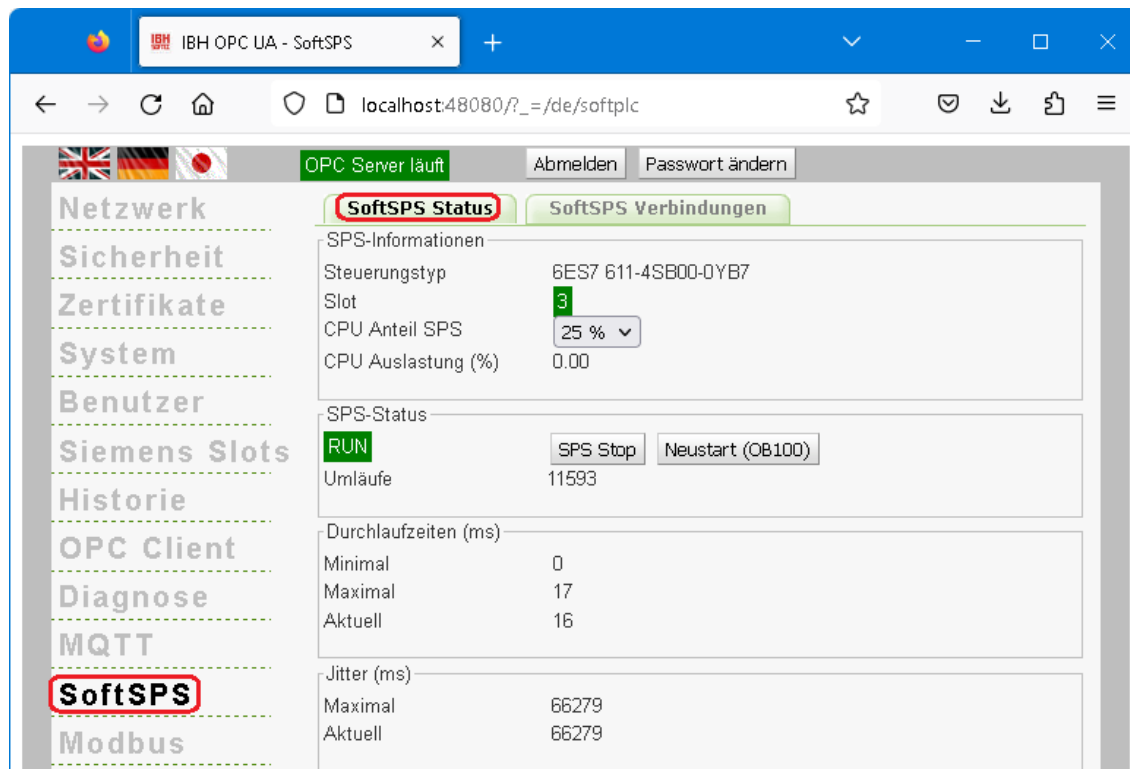 IBH SOFTEC IBH OPC UA - SoftSPS
localhost:48080/?_=/de/softplc
OPC Server läuft Abmelden Passwort ändern
Netzwerk
Sicherheit
Zertifikate
System
Benutzer
Siemens Slots
Historie
OPC Client
Diagnose
MQTT
SoftSPS
Modbus
SoftSPS Status SoftSPS Verbindungen
SPS-Informationen
Steuerungstyp 6ES7 611-4SB00-0YB7
Slot 3
CPU Anteil SPS 25 %
CPU Auslastung (%) 0.00
SPS-Status
RUN SPS Stop Neustart (OB100)
Umläufe 11593
Durchlaufzeiten (ms)
Minimal 0
Maximal 17
Aktuell 16
Jitter (ms)
Maximal 66279
Aktuell 66279